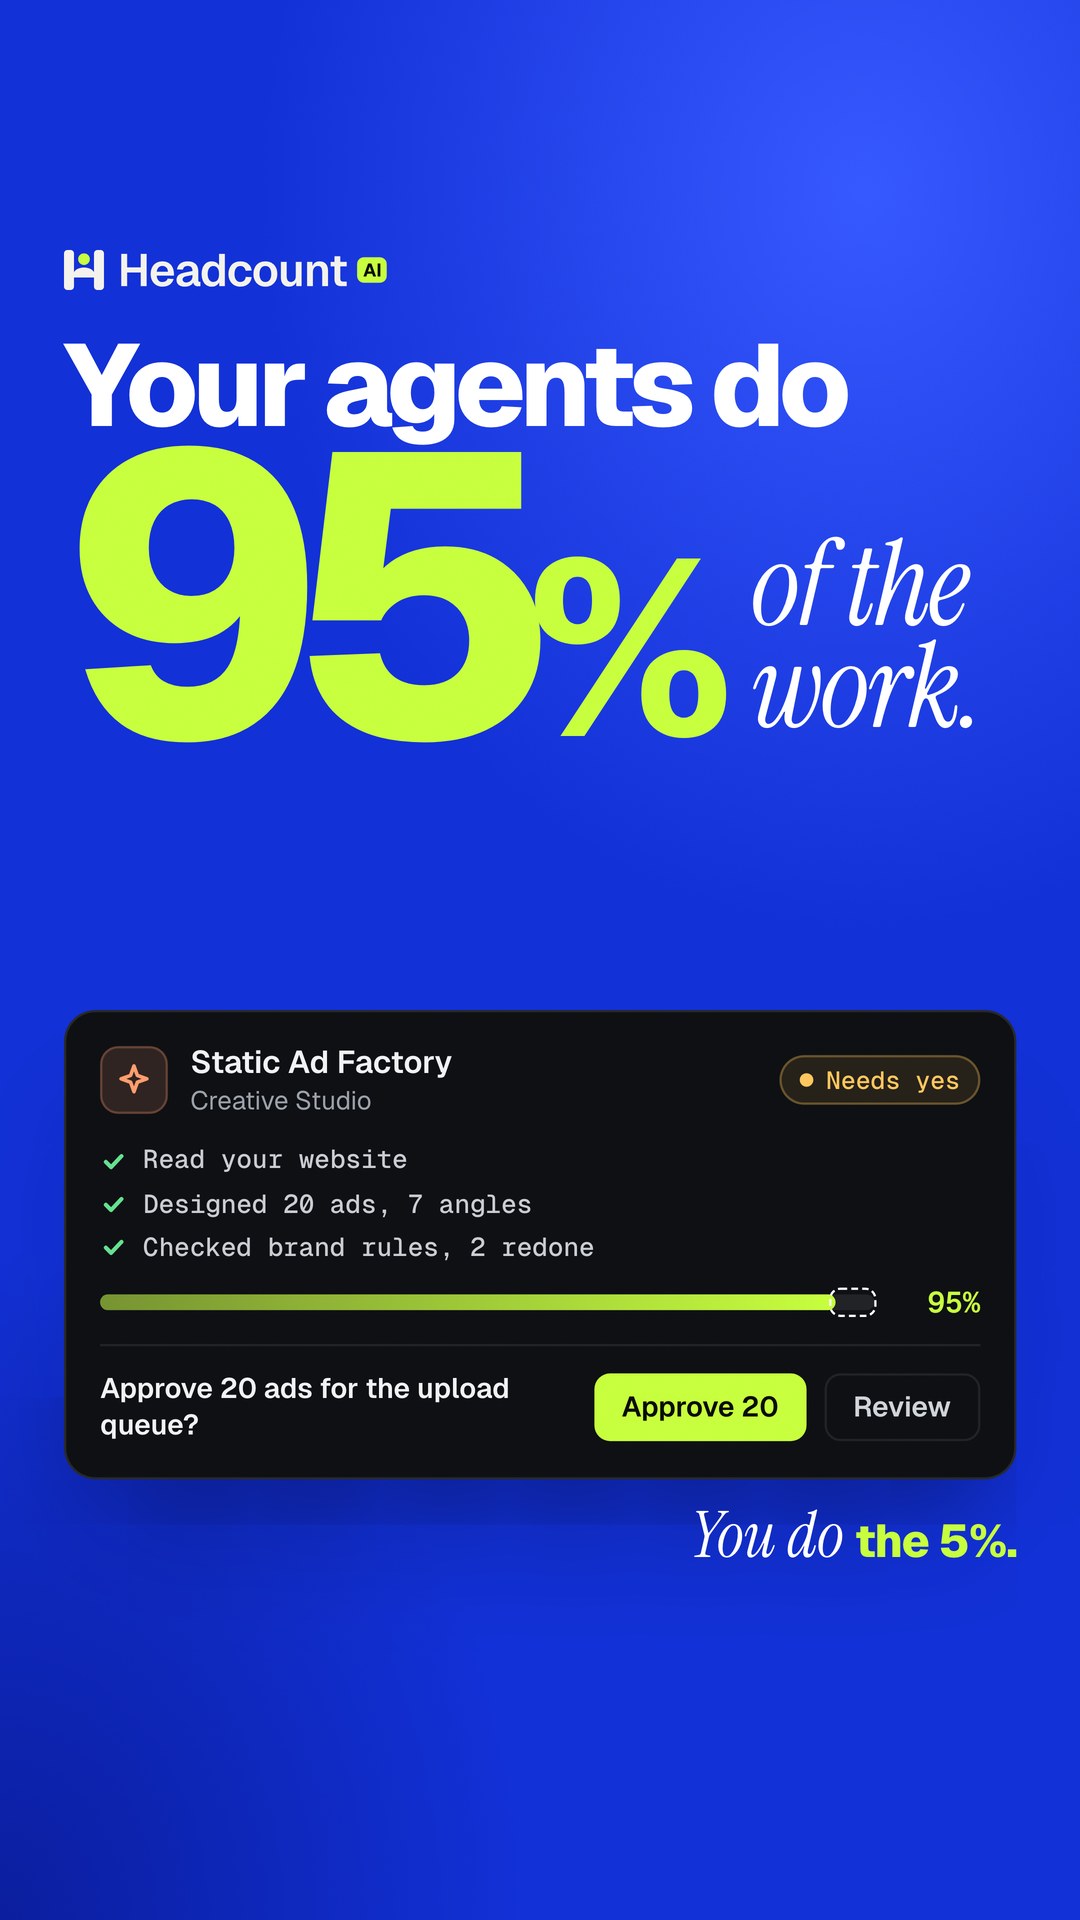 Headcount AI
Your agents do
95% of the
work.
Static Ad Factory
Creative Studio
Needs yes
Read your website
Designed 20 ads, 7 angles
Checked brand rules, 2 redone
95%
Approve 20 ads for the upload
queue?
Approve 20
Review
You do the 5%.